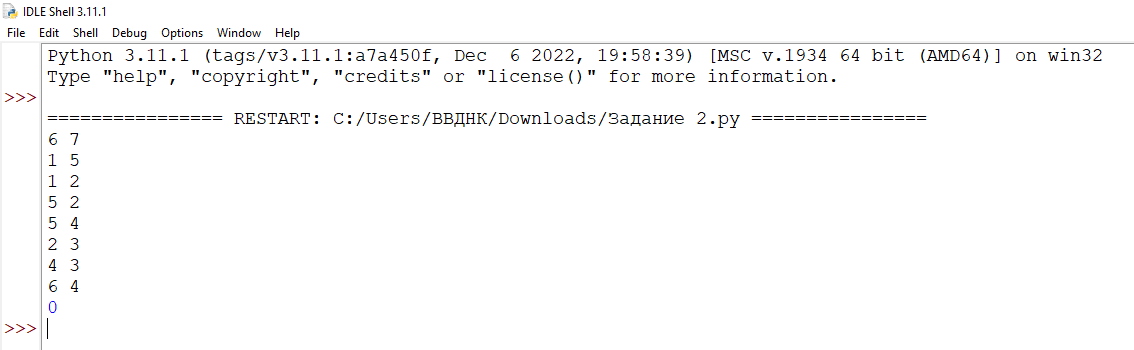 IDLE Shell 3.11.1
File Edit Shell Debug Options Window Help
Python 3.11.1 (tags/v3.11.1:a7a450f, Dec  6 2022, 19:58:39) [MSC v.1934 64 bit (AMD64)] on win32
Type "help", "copyright", "credits" or "license()" for more information.
>>>
================ RESTART: C:/Users/ВВДНК/Downloads/Задание 2.py ================
6 7
1 5
1 2
5 2
5 4
2 3
4 3
6 4
0
>>>